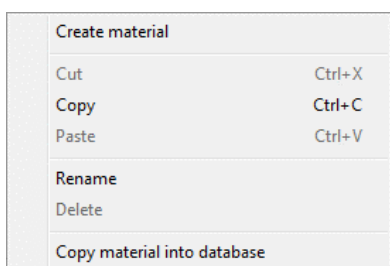 Create material
Cut Ctrl+X
Copy Ctrl+C
Paste Ctrl+V
Rename
Delete
Copy material into database